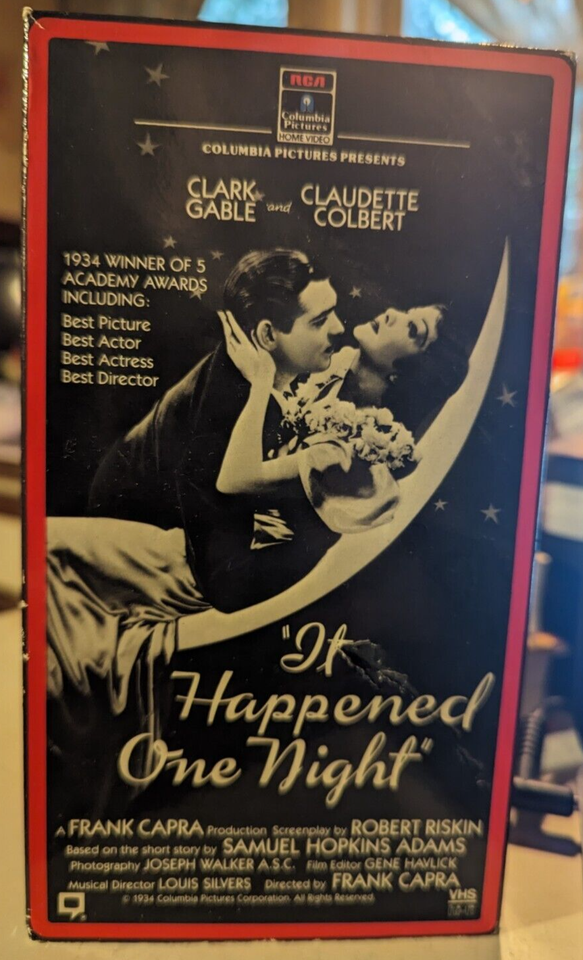 RCA
Columbia
Pictures
HOME VIDEO
COLUMBIA PICTURES PRESENTS
CLARK GABLE and CLAUDETTE COLBERT
1934 WINNER OF 5
ACADEMY AWARDS
INCLUDING:
Best Picture
Best Actor
Best Actress
Best Director
"It
Happened
One Night"
A FRANK CAPRA Production Screenplay by ROBERT RISKIN
Based on the short story by SAMUEL HOPKINS ADAMS
Photography JOSEPH WALKER A.S.C. Film Editor GENE HAVLICK
Musical Director LOUIS SILVERS Directed by FRANK CAPRA
© 1934 Columbia Pictures Corporation. All Rights Reserved.
VHS